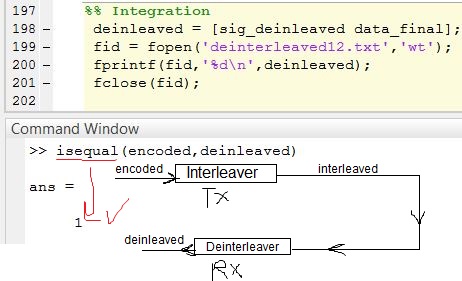 197 %% Integration
198 – deinleaved = [sig_deinleaved data_final];
199 – fid = fopen('deinterleaved12.txt','wt');
200 – fprintf(fid,'%d\n',deinleaved);
201 – fclose(fid);
202
Command Window
>> isequal(encoded,deinleaved)
encoded Interleaver interleaved
ans =
Tx
1
deinleaved Deinterleaver
Rx